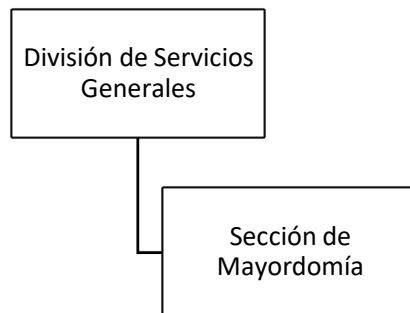 División de Servicios
Generales
Sección de
Mayordomía